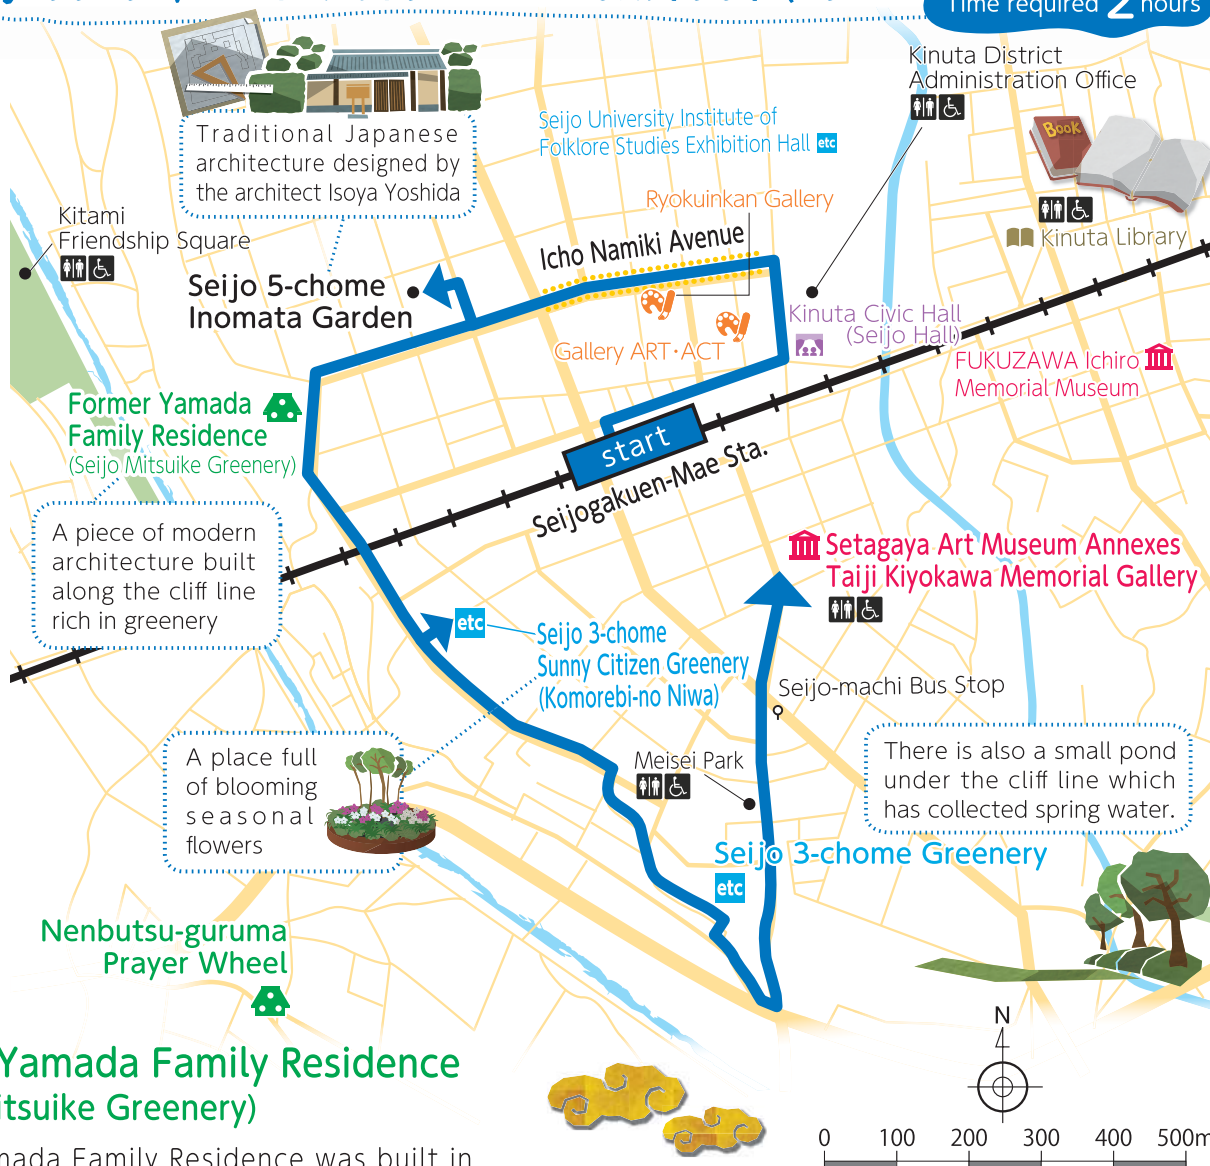 Time required 2 hours
Kinuta District
Administration Office
Traditional Japanese
architecture designed by
the architect Isoya Yoshida
Seijo University Institute of
Folklore Studies Exhibition Hall etc
Book
Ryokuinkan Gallery
Kitami
Friendship Square
Icho Namiki Avenue
Kinuta Library
Seijo 5-chome
Inomata Garden
Kinuta Civic Hall
(Seijo Hall)
Gallery ART・ACT
FUKUZAWA Ichiro
Memorial Museum
Former Yamada
Family Residence
(Seijo Mitsuike Greenery)
start
Seijogakuen-Mae Sta.
A piece of modern
architecture built
along the cliff line
rich in greenery
Setagaya Art Museum Annexes
Taiji Kiyokawa Memorial Gallery
etc
Seijo 3-chome
Sunny Citizen Greenery
(Komorebi-no Niwa)
Seijo-machi Bus Stop
A place full
of blooming
seasonal
flowers
Meisei Park
There is also a small pond
under the cliff line which
has collected spring water.
Seijo 3-chome Greenery
etc
Nenbutsu-guruma
Prayer Wheel
N
Yamada Family Residence
itsuike Greenery)
0 100 200 300 400 500m
mada Family Residence was built in